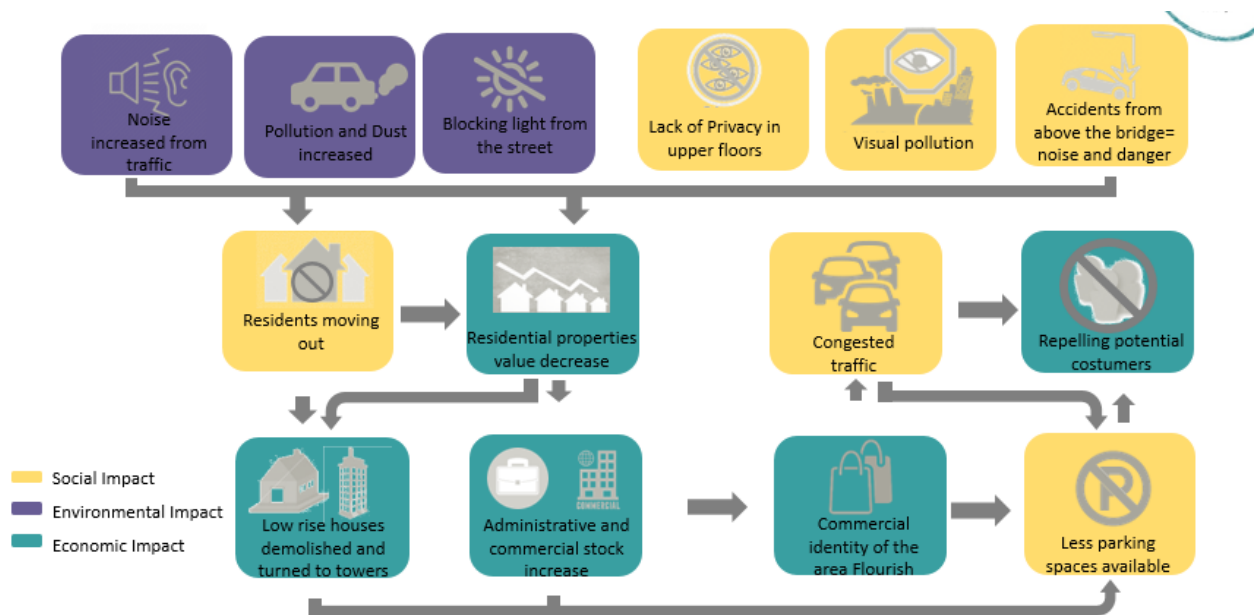 Noise
increased from
traffic
Pollution and Dust
increased
Blocking light from
the street
Lack of Privacy in
upper floors
Visual pollution
Accidents from
above the bridge=
noise and danger
Residents moving
out
Residential properties
value decrease
Congested
traffic
Repelling potential
costumers
Social Impact
Environmental Impact
Economic Impact
Low rise houses
demolished and
turned to towers
COMMERCIAL
Administrative and
commercial stock
increase
Commercial
identity of the
area Flourish
P
Less parking
spaces available